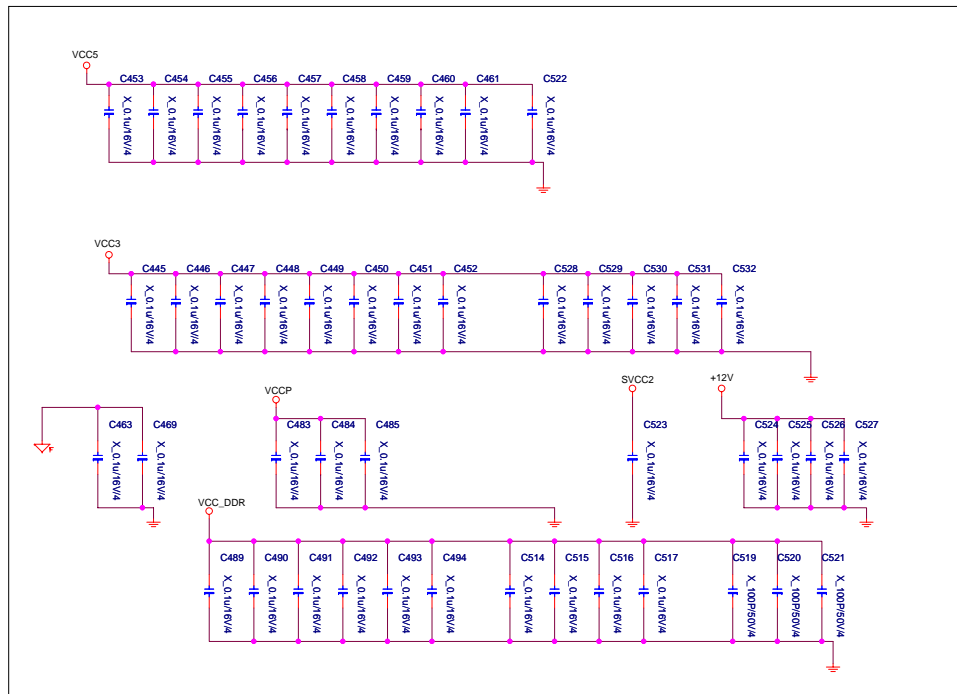 VCC5
C453 C454 C455 C456 C457 C458 C459 C460 C461 C522
X_0.1u/16V/4 X_0.1u/16V/4 X_0.1u/16V/4 X_0.1u/16V/4 X_0.1u/16V/4 X_0.1u/16V/4 X_0.1u/16V/4 X_0.1u/16V/4 X_0.1u/16V/4 X_0.1u/16V/4
VCC3
C445 C446 C447 C448 C449 C450 C451 C452 C528 C529 C530 C531 C532
X_0.1u/16V/4 X_0.1u/16V/4 X_0.1u/16V/4 X_0.1u/16V/4 X_0.1u/16V/4 X_0.1u/16V/4 X_0.1u/16V/4 X_0.1u/16V/4 X_0.1u/16V/4 X_0.1u/16V/4 X_0.1u/16V/4 X_0.1u/16V/4 X_0.1u/16V/4
VCCP SVCC2 +12V
C463 C469 C483 C484 C485 C523 C524 C525 C526 C527
X_0.1u/16V/4 X_0.1u/16V/4 X_0.1u/16V/4 X_0.1u/16V/4 X_0.1u/16V/4 X_0.1u/16V/4 X_0.1u/16V/4 X_0.1u/16V/4 X_0.1u/16V/4 X_0.1u/16V/4
F
VCC_DDR
C489 C490 C491 C492 C493 C494 C514 C515 C516 C517 C519 C520 C521
X_0.1u/16V/4 X_0.1u/16V/4 X_0.1u/16V/4 X_0.1u/16V/4 X_0.1u/16V/4 X_0.1u/16V/4 X_0.1u/16V/4 X_0.1u/16V/4 X_0.1u/16V/4 X_0.1u/16V/4 X_100P/50V/4 X_100P/50V/4 X_100P/50V/4